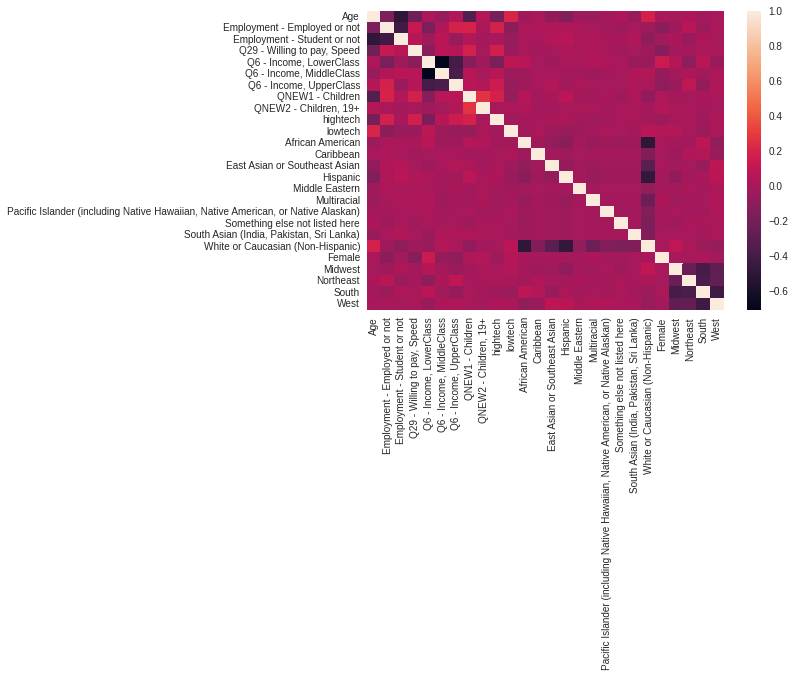 Age
Employment - Employed or not
Employment - Student or not
Q29 - Willing to pay, Speed
Q6 - Income, LowerClass
Q6 - Income, MiddleClass
Q6 - Income, UpperClass
QNEW1 - Children
QNEW2 - Children, 19+
hightech
lowtech
African American
Caribbean
East Asian or Southeast Asian
Hispanic
Middle Eastern
Multiracial
Pacific Islander (including Native Hawaiian, Native American, or Native Alaskan)
Something else not listed here
South Asian (India, Pakistan, Sri Lanka)
White or Caucasian (Non-Hispanic)
Female
Midwest
Northeast
South
West
Age
Employment - Employed or not
Employment - Student or not
Q29 - Willing to pay, Speed
Q6 - Income, LowerClass
Q6 - Income, MiddleClass
Q6 - Income, UpperClass
QNEW1 - Children
QNEW2 - Children, 19+
hightech
lowtech
African American
Caribbean
East Asian or Southeast Asian
Hispanic
Middle Eastern
Multiracial
Pacific Islander (including Native Hawaiian, Native American, or Native Alaskan)
Something else not listed here
South Asian (India, Pakistan, Sri Lanka)
White or Caucasian (Non-Hispanic)
Female
Midwest
Northeast
South
West
1.0
0.8
0.6
0.4
0.2
0.0
−0.2
−0.4
−0.6